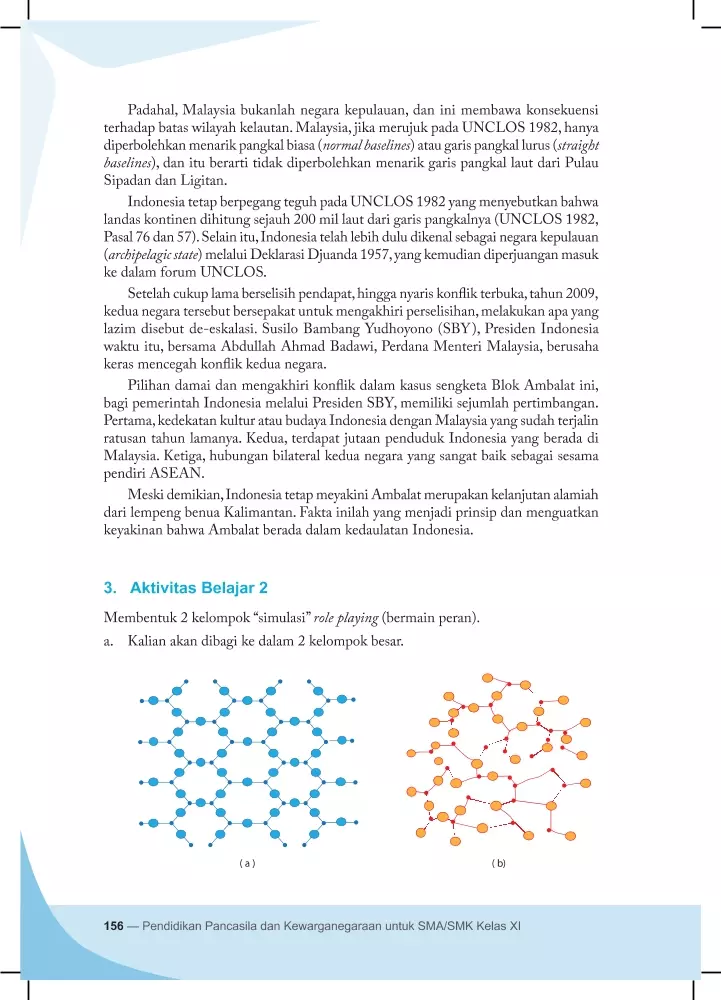 Padahal, Malaysia bukanlah negara kepulauan, dan ini membawa konsekuensi
terhadap batas wilayah kelautan. Malaysia, jika merujuk pada UNCLOS 1982, hanya
diperbolehkan menarik pangkal biasa (normal baselines) atau garis pangkal lurus (straight
baselines), dan itu berarti tidak diperbolehkan menarik garis pangkal laut dari Pulau
Sipadan dan Ligitan.
Indonesia tetap berpegang teguh pada UNCLOS 1982 yang menyebutkan bahwa
landas kontinen dihitung sejauh 200 mil laut dari garis pangkalnya (UNCLOS 1982,
Pasal 76 dan 57). Selain itu, Indonesia telah lebih dulu dikenal sebagai negara kepulauan
(archipelagic state) melalui Deklarasi Djuanda 1957, yang kemudian diperjuangan masuk
ke dalam forum UNCLOS.
Setelah cukup lama berselisih pendapat, hingga nyaris konflik terbuka, tahun 2009,
kedua negara tersebut bersepakat untuk mengakhiri perselisihan, melakukan apa yang
lazim disebut de-eskalasi. Susilo Bambang Yudhoyono (SBY), Presiden Indonesia
waktu itu, bersama Abdullah Ahmad Badawi, Perdana Menteri Malaysia, berusaha
keras mencegah konflik kedua negara.
Pilihan damai dan mengakhiri konflik dalam kasus sengketa Blok Ambalat ini,
bagi pemerintah Indonesia melalui Presiden SBY, memiliki sejumlah pertimbangan.
Pertama, kedekatan kultur atau budaya Indonesia dengan Malaysia yang sudah terjalin
ratusan tahun lamanya. Kedua, terdapat jutaan penduduk Indonesia yang berada di
Malaysia. Ketiga, hubungan bilateral kedua negara yang sangat baik sebagai sesama
pendiri ASEAN.
Meski demikian, Indonesia tetap meyakini Ambalat merupakan kelanjutan alamiah
dari lempeng benua Kalimantan. Fakta inilah yang menjadi prinsip dan menguatkan
keyakinan bahwa Ambalat berada dalam kedaulatan Indonesia.
3. Aktivitas Belajar 2
Membentuk 2 kelompok “simulasi” role playing (bermain peran).
a. Kalian akan dibagi ke dalam 2 kelompok besar.
( a )
( b)
156 — Pendidikan Pancasila dan Kewarganegaraan untuk SMA/SMK Kelas XI